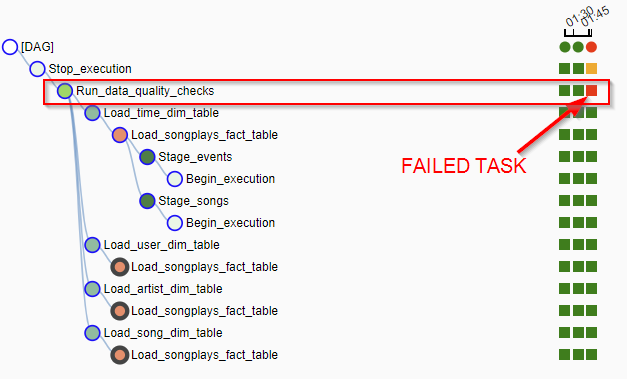 01:30
01:45
[DAG]
Stop_execution
Run_data_quality_checks
Load_time_dim_table
Load_songplays_fact_table
Stage_events
Begin_execution
Stage_songs
Begin_execution
Load_user_dim_table
Load_songplays_fact_table
Load_artist_dim_table
Load_songplays_fact_table
Load_song_dim_table
Load_songplays_fact_table
FAILED TASK